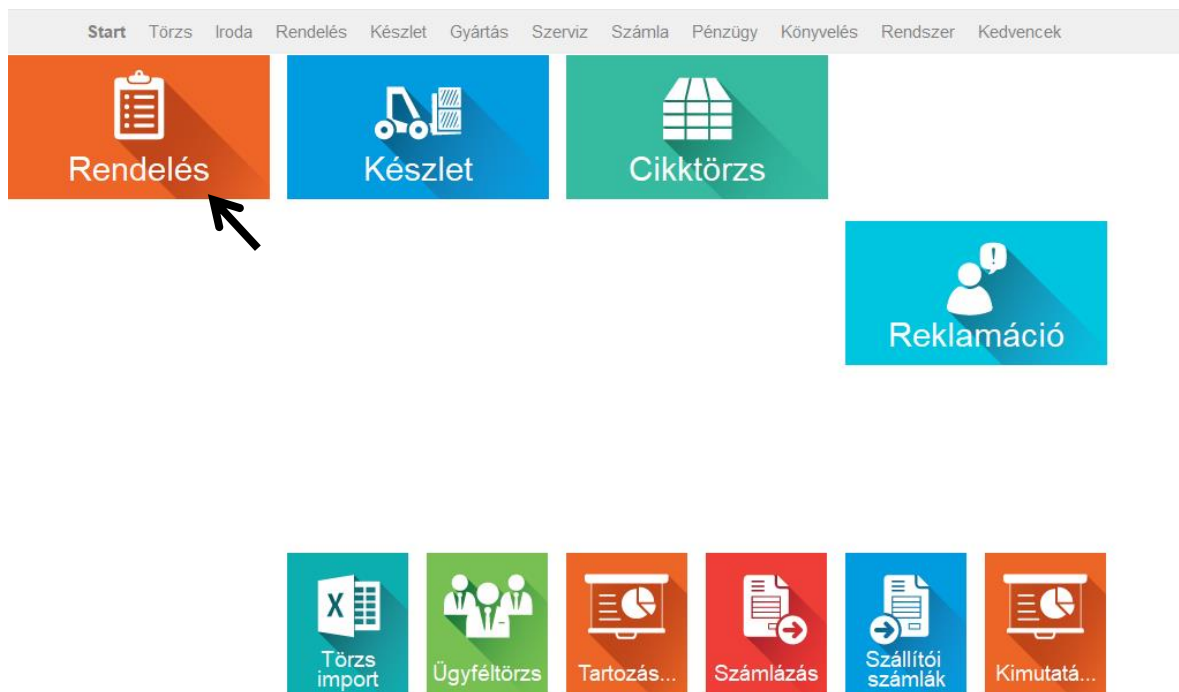 Start Törzs Iroda Rendelés Készlet Gyártás Szerviz Számla Pénzügy Könyvelés Rendszer Kedvencek
Rendelés
Készlet
Cikktörzs
Reklamáció
Törzs
import
Ügyféltörzs
Tartozás...
Számlázás
Szállítói
számlák
Kimutatá...